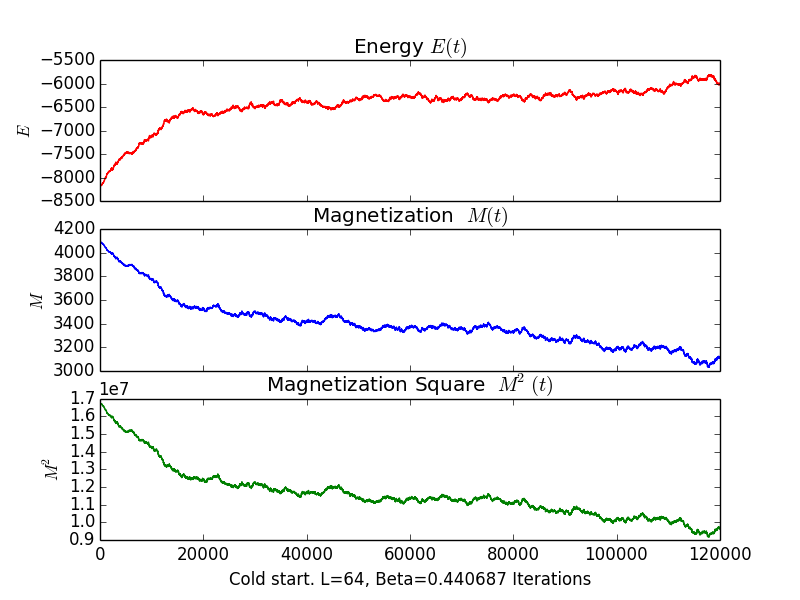 Energy E(t)
−5500
−6000
−6500
−7000
−7500
−8000
−8500
E
Magnetization M(t)
4200
4000
3800
3600
3400
3200
3000
M
Magnetization Square M² (t)
1e7
1.7
1.6
1.5
1.4
1.3
1.2
1.1
1.0
0.9
M²
0 20000 40000 60000 80000 100000 120000
Cold start. L=64, Beta=0.440687 Iterations